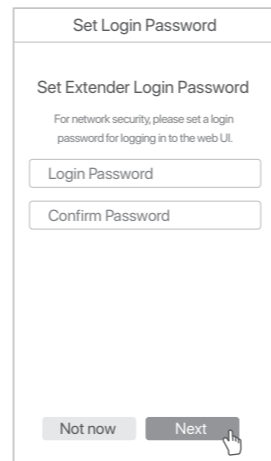 Set Login Password
Set Extender Login Password
For network security, please set a login
password for logging in to the web UI.
Login Password
Confirm Password
Not now
Next